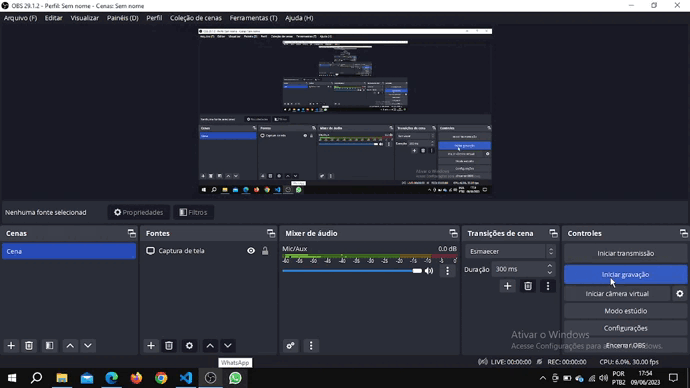 OBS 29.1.2 - Perfil: Sem nome - Cenas: Sem nome
Arquivo (F) Editar Visualizar Painéis (D) Perfil Coleção de cenas Ferramentas (T) Ajuda (H)
Nenhuma fonte selecionad Propriedades Filtros
Cenas Fontes Mixer de áudio Transições de cena Controles
Cena
Captura de tela
Mic/Aux 0.0 dB
-60 -55 -50 -45 -40 -35 -30 -25 -20 -15 -10 -5 0
Esmaecer
Duração 300 ms
Iniciar transmissão
Iniciar gravação
Iniciar câmera virtual
Modo estúdio
Configurações
Encerrar OBS
Ativar o Windows
Acesse Configurações para a
LIVE: 00:00:00 REC: 00:00:00 CPU: 6.0%, 30.00 fps
WhatsApp
POR
PTB2
17:54
09/06/2023